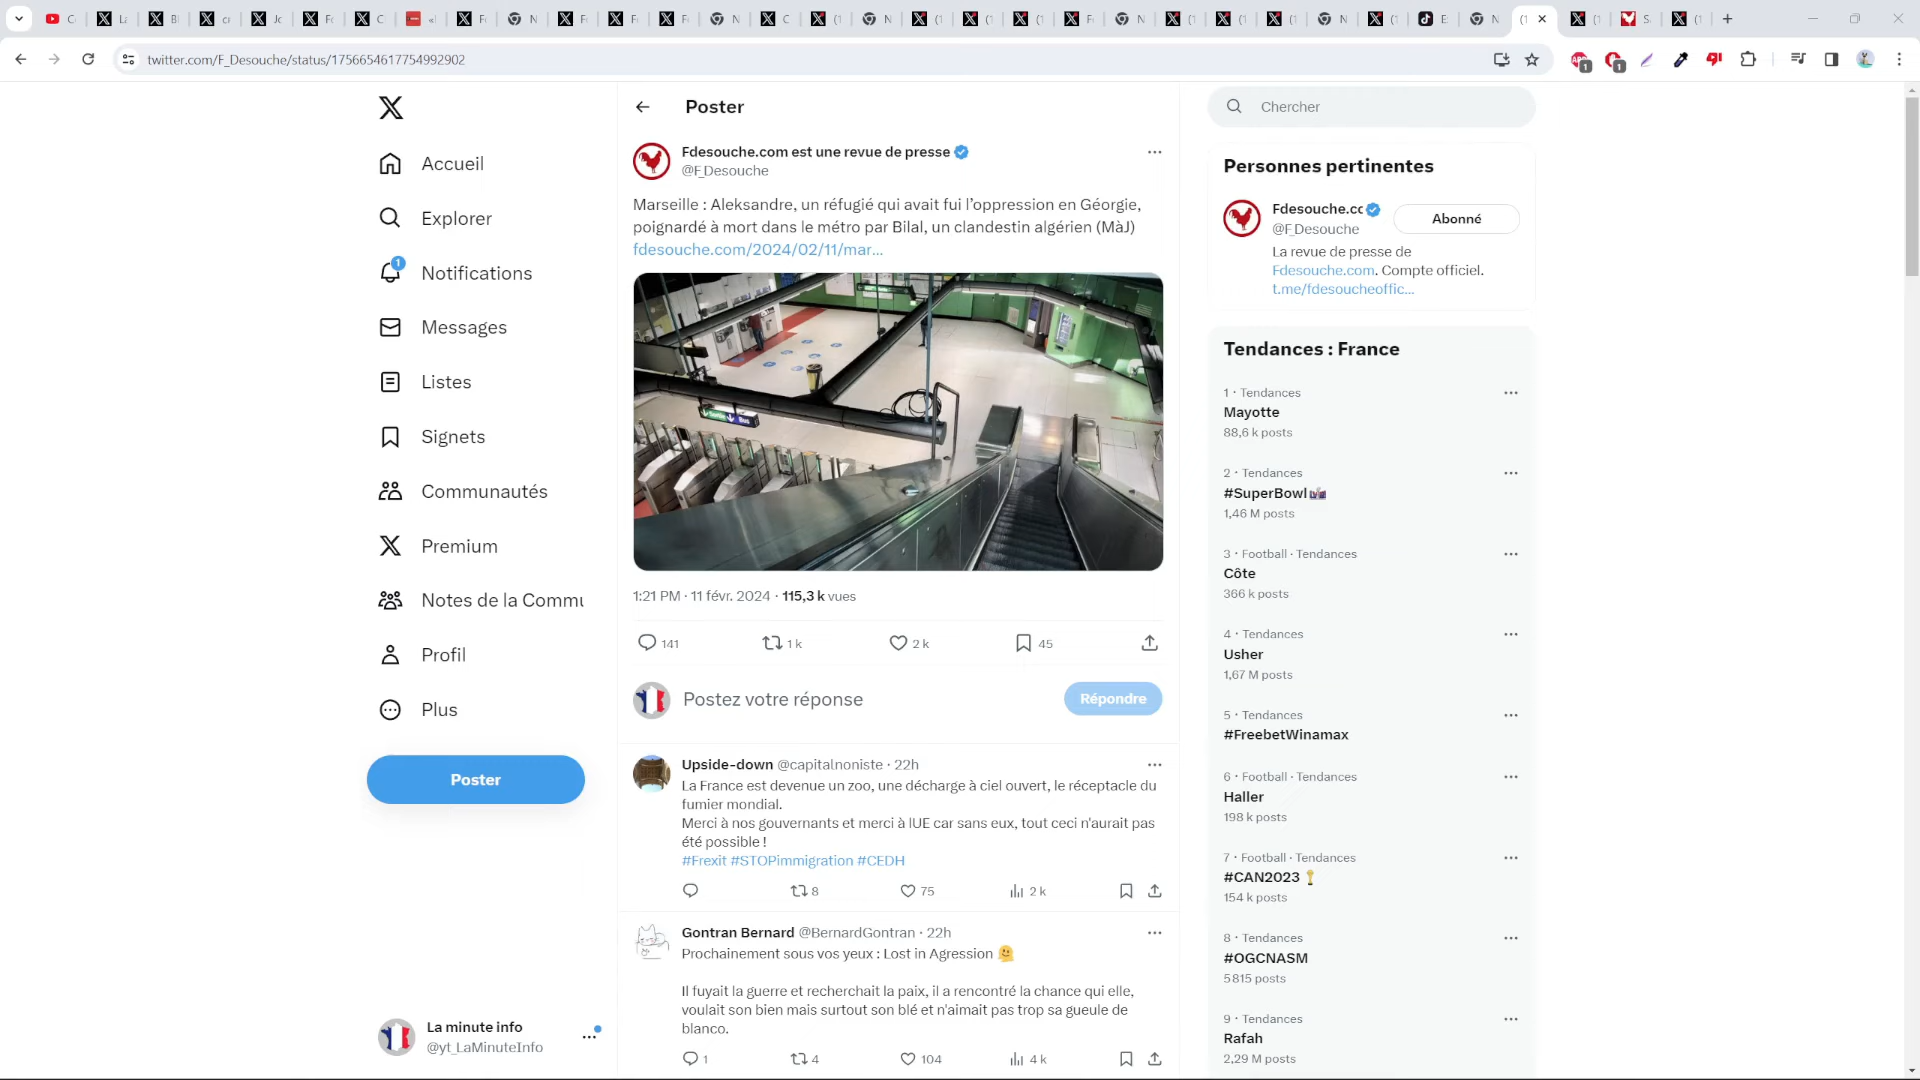 twitter.com/F_Desouche/status/1756654617754992902
Accueil
Explorer
1
Notifications
Messages
Listes
Signets
Communautés
Premium
Notes de la Commu
Profil
Plus
Poster
La minute info
@yt_LaMinuteInfo
Poster
Fdesouche.com est une revue de presse
@F_Desouche
Marseille : Aleksandre, un réfugié qui avait fui l’oppression en Géorgie,
poignardé à mort dans le métro par Bilal, un clandestin algérien (MàJ)
fdesouche.com/2024/02/11/mar...
Sortie Bus
1:21 PM · 11 févr. 2024 · 115,3 k vues
141 1 k 2 k 45
Postez votre réponse
Répondre
Upside-down @capitalnoniste · 22h
La France est devenue un zoo, une décharge à ciel ouvert, le réceptacle du
fumier mondial.
Merci à nos gouvernants et merci à lUE car sans eux, tout ceci n'aurait pas
été possible !
#Frexit #STOPimmigration #CEDH
8 75 2 k
Gontran Bernard @BernardGontran · 22h
Prochainement sous vos yeux : Lost in Agression
Il fuyait la guerre et recherchait la paix, il a rencontré la chance qui elle,
voulait son bien mais surtout son blé et n'aimait pas trop sa gueule de
blanco.
1 4 104 4 k
Chercher
Personnes pertinentes
Fdesouche.cc
@F_Desouche
Abonné
La revue de presse de
Fdesouche.com. Compte officiel.
t.me/fdesoucheoffic...
Tendances : France
1 · Tendances
Mayotte
88,6 k posts
2 · Tendances
#SuperBowl
1,46 M posts
3 · Football · Tendances
Côte
366 k posts
4 · Tendances
Usher
1,67 M posts
5 · Tendances
#FreebetWinamax
6 · Football · Tendances
Haller
198 k posts
7 · Football · Tendances
#CAN2023
154 k posts
8 · Tendances
#OGCNASM
5 815 posts
9 · Tendances
Rafah
2,29 M posts